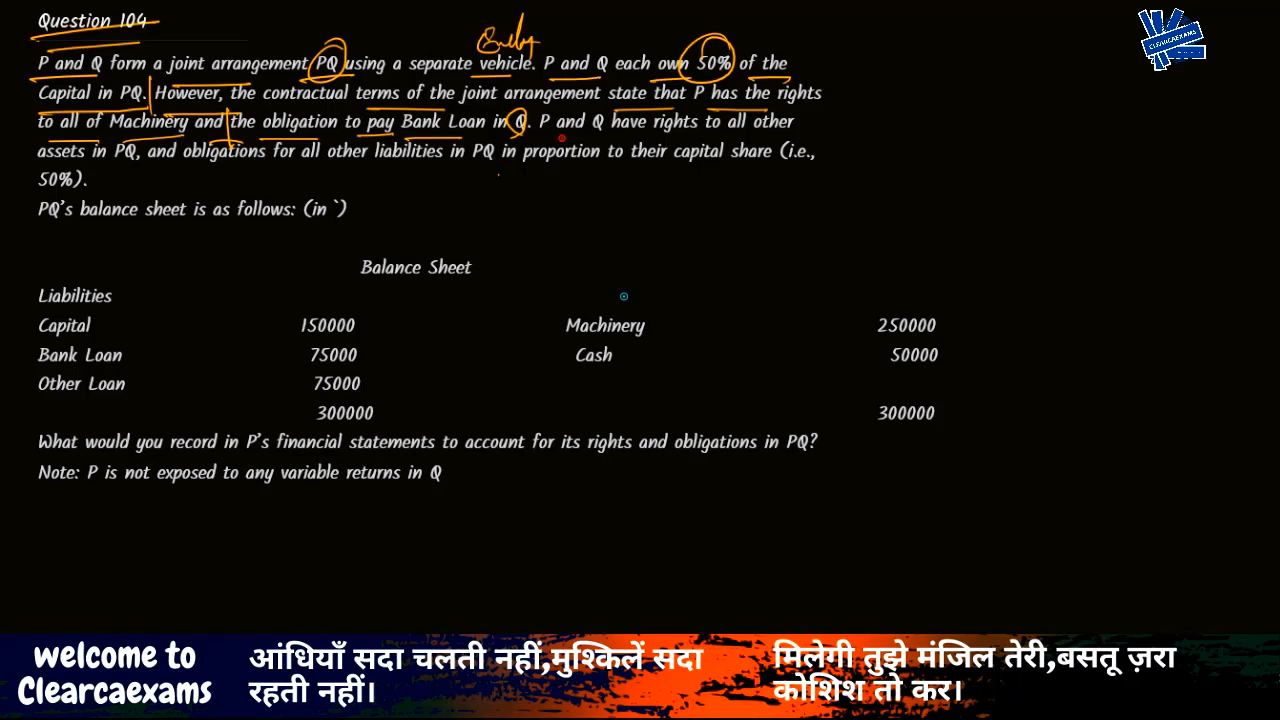 Question 104
CLEARCAEXAMS
Entity
P and Q form a joint arrangement PQ using a separate vehicle. P and Q each own 50% of the
Capital in PQ. However, the contractual terms of the joint arrangement state that P has the rights
to all of Machinery and the obligation to pay Bank Loan in Q. P and Q have rights to all other
assets in PQ, and obligations for all other liabilities in PQ in proportion to their capital share (i.e.,
50%).
PQ's balance sheet is as follows: (in `)
Balance Sheet
Liabilities
Capital 150000 Machinery 250000
Bank Loan 75000 Cash 50000
Other Loan 75000
300000 300000
What would you record in P's financial statements to account for its rights and obligations in PQ?
Note: P is not exposed to any variable returns in Q
welcome to
Clearcaexams
आंधियाँ सदा चलती नहीं,मुश्किलें सदा
रहती नहीं।
मिलेगी तुझे मंजिल तेरी,बसतू ज़रा
कोशिश तो कर।